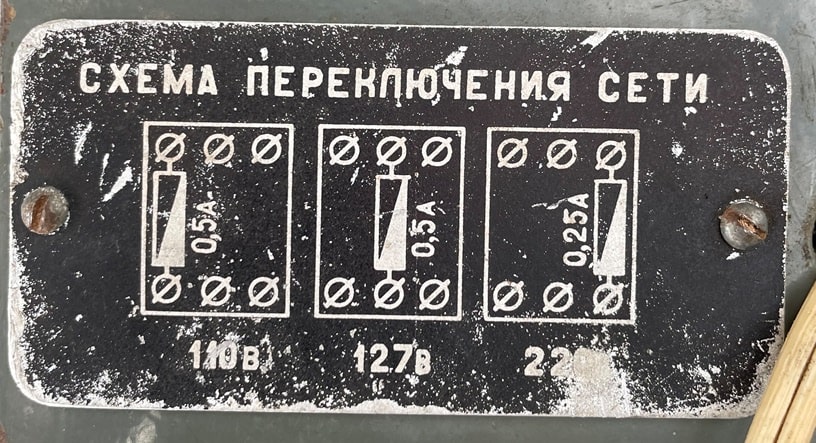 СХЕМА ПЕРЕКЛЮЧЕНИЯ СЕТИ
0,5А 0,5А 0,25А
110В 127В